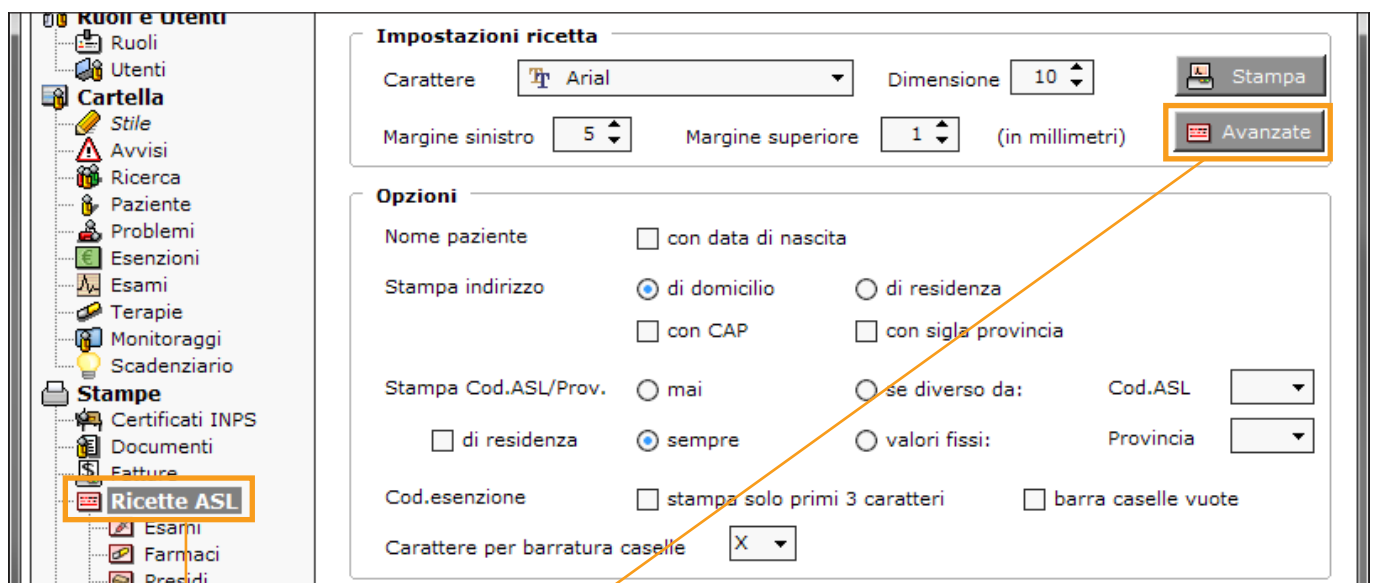 Ruoli e Utenti
Ruoli
Utenti
Cartella
Stile
Avvisi
Ricerca
Paziente
Problemi
Esenzioni
Esami
Terapie
Monitoraggi
Scadenziario
Stampe
Certificati INPS
Documenti
Fatture
Ricette ASL
Esami
Farmaci
Presidi
Impostazioni ricetta
Carattere Arial Dimensione 10 Stampa
Margine sinistro 5 Margine superiore 1 (in millimetri) Avanzate
Opzioni
Nome paziente con data di nascita
Stampa indirizzo di domicilio di residenza
con CAP con sigla provincia
Stampa Cod.ASL/Prov. mai se diverso da: Cod.ASL
di residenza sempre valori fissi: Provincia
Cod.esenzione stampa solo primi 3 caratteri barra caselle vuote
Carattere per barratura caselle X